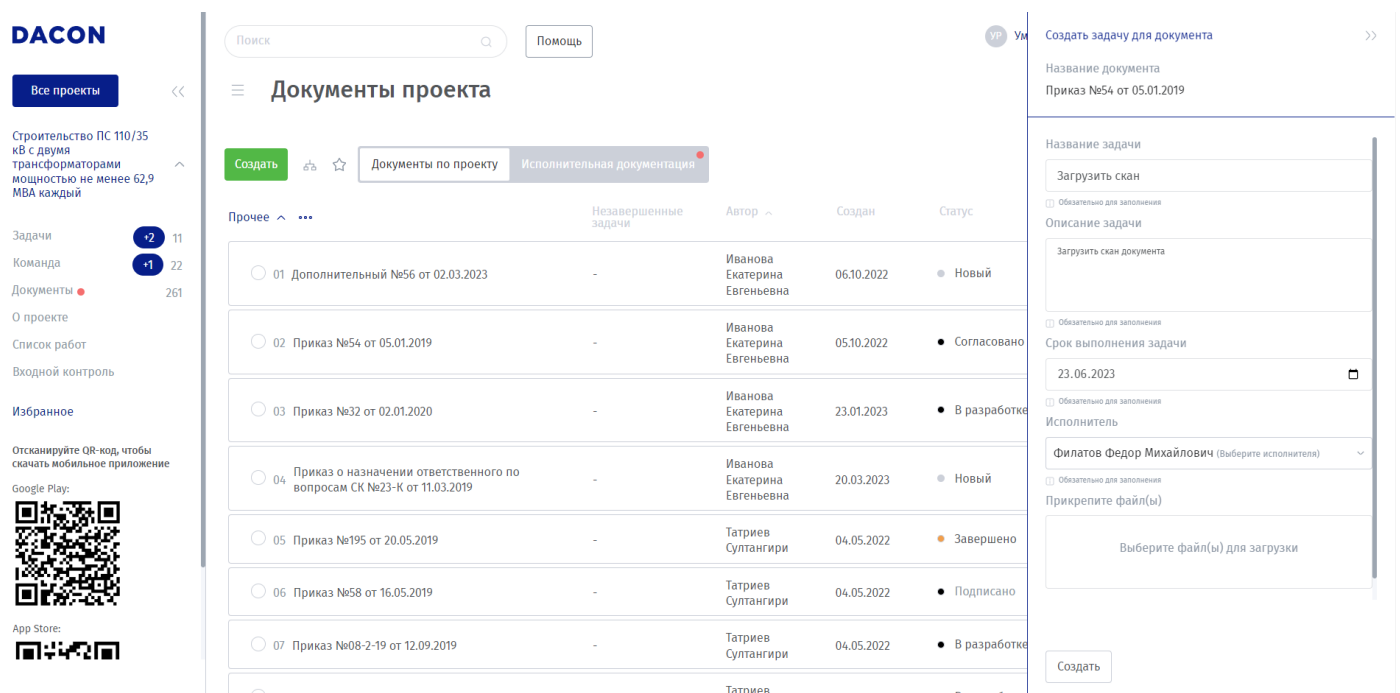 DACON
Все проекты
Строительство ПС 110/35
кВ с двумя
трансформаторами
мощностью не менее 62,9
МВА каждый
Задачи +2 11
Команда +1 22
Документы 261
О проекте
Список работ
Входной контроль
Избранное
Отсканируйте QR-код, чтобы
скачать мобильное приложение
Google Play:
App Store:
Поиск
Помощь
УР Ум
Документы проекта
Создать
Документы по проекту
Исполнительная документация
Прочее
Незавершенные
задачи
Автор
Создан
Статус
01 Дополнительный №56 от 02.03.2023
-
Иванова
Екатерина
Евгеньевна
06.10.2022
Новый
02 Приказ №54 от 05.01.2019
-
Иванова
Екатерина
Евгеньевна
05.10.2022
Согласовано
03 Приказ №32 от 02.01.2020
-
Иванова
Екатерина
Евгеньевна
23.01.2023
В разработке
04 Приказ о назначении ответственного по
вопросам СК №23-К от 11.03.2019
-
Иванова
Екатерина
Евгеньевна
20.03.2023
Новый
05 Приказ №195 от 20.05.2019
-
Татриев
Султангири
04.05.2022
Завершено
06 Приказ №58 от 16.05.2019
-
Татриев
Султангири
04.05.2022
Подписано
07 Приказ №08-2-19 от 12.09.2019
-
Татриев
Султангири
04.05.2022
В разработке
Татриев
Создать задачу для документа
Название документа
Приказ №54 от 05.01.2019
Название задачи
Загрузить скан
Обязательно для заполнения
Описание задачи
Загрузить скан документа
Обязательно для заполнения
Срок выполнения задачи
23.06.2023
Обязательно для заполнения
Исполнитель
Филатов Федор Михайлович (Выберите исполнителя)
Обязательно для заполнения
Прикрепите файл(ы)
Выберите файл(ы) для загрузки
Создать